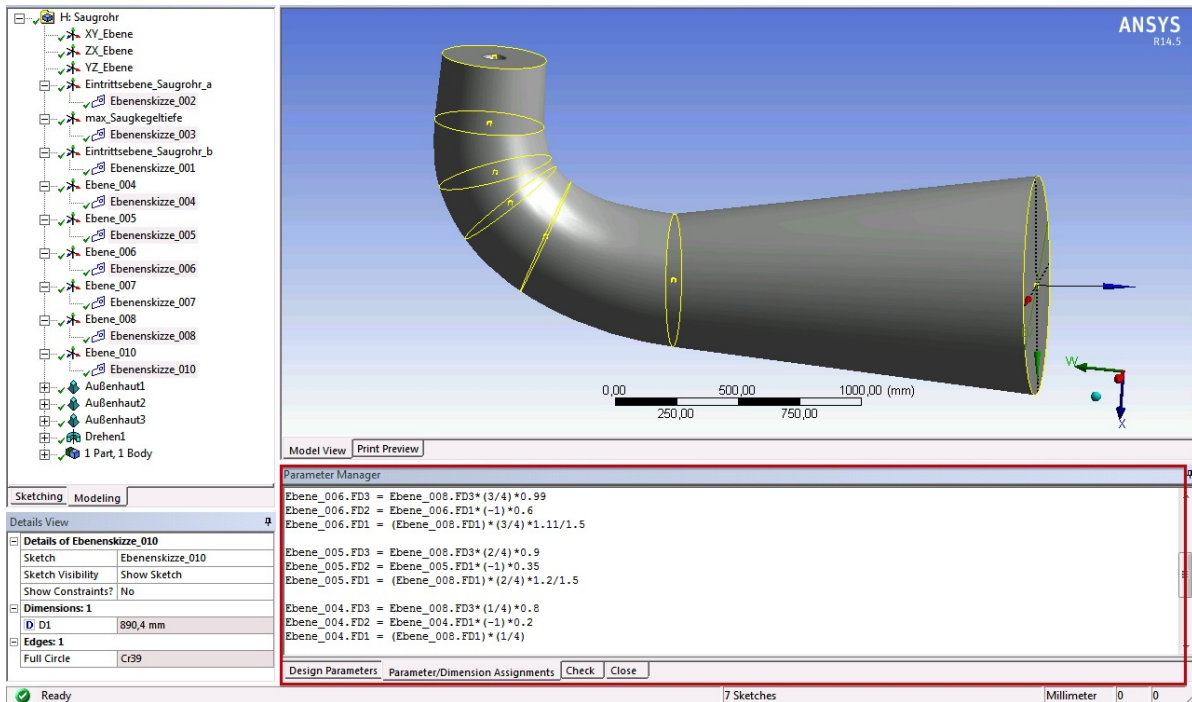 H: Saugrohr
XY_Ebene
ZX_Ebene
YZ_Ebene
Eintrittsebene_Saugrohr_a
Ebenenskizze_002
max_Saugkegeltiefe
Ebenenskizze_003
Eintrittsebene_Saugrohr_b
Ebenenskizze_001
Ebene_004
Ebenenskizze_004
Ebene_005
Ebenenskizze_005
Ebene_006
Ebenenskizze_006
Ebene_007
Ebenenskizze_007
Ebene_008
Ebenenskizze_008
Ebene_010
Ebenenskizze_010
Außenhaut1
Außenhaut2
Außenhaut3
Drehen1
1 Part, 1 Body
Sketching Modeling
Details View
Details of Ebenenskizze_010
Sketch Ebenenskizze_010
Sketch Visibility Show Sketch
Show Constraints? No
Dimensions: 1
D D1 890,4 mm
Edges: 1
Full Circle Cr39
ANSYS
R14.5
W
X
0,00 500,00 1000,00 (mm)
250,00 750,00
Model View Print Preview
Parameter Manager
Ebene_006.FD3 = Ebene_008.FD3*(3/4)*0.99
Ebene_006.FD2 = Ebene_006.FD1*(-1)*0.6
Ebene_006.FD1 = (Ebene_008.FD1)*(3/4)*1.11/1.5
Ebene_005.FD3 = Ebene_008.FD3*(2/4)*0.9
Ebene_005.FD2 = Ebene_005.FD1*(-1)*0.35
Ebene_005.FD1 = (Ebene_008.FD1)*(2/4)*1.2/1.5
Ebene_004.FD3 = Ebene_008.FD3*(1/4)*0.8
Ebene_004.FD2 = Ebene_004.FD1*(-1)*0.2
Ebene_004.FD1 = (Ebene_008.FD1)*(1/4)
Design Parameters Parameter/Dimension Assignments Check Close
Ready 7 Sketches Millimeter 0 0